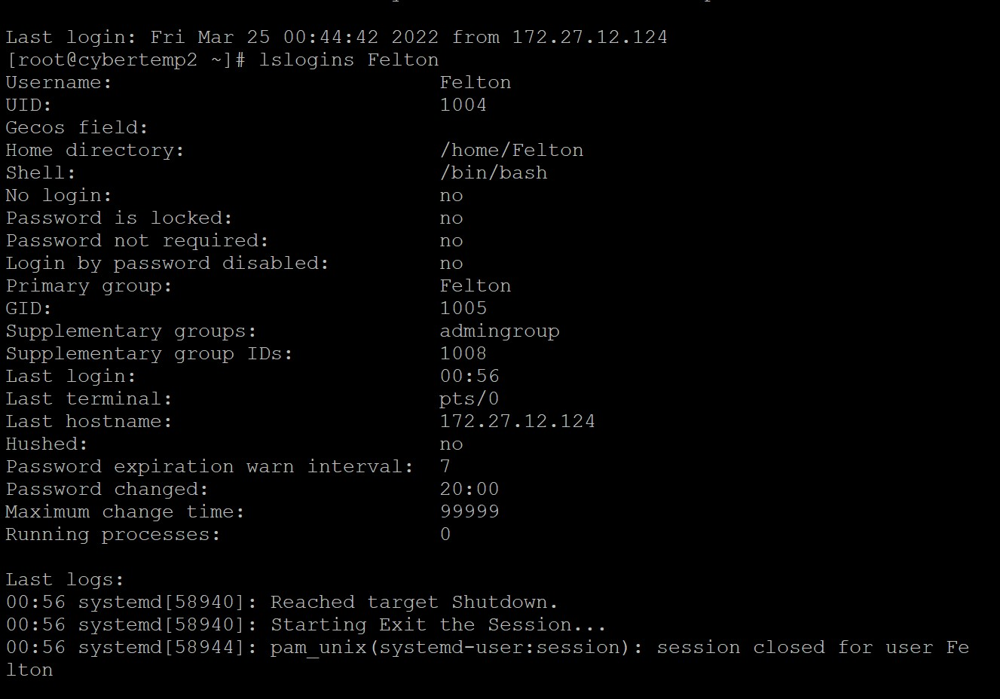 Last login: Fri Mar 25 00:44:42 2022 from 172.27.12.124
[root@cybertemp2 ~]# lslogins Felton
Username: Felton
UID: 1004
Gecos field:
Home directory: /home/Felton
Shell: /bin/bash
No login: no
Password is locked: no
Password not required: no
Login by password disabled: no
Primary group: Felton
GID: 1005
Supplementary groups: admingroup
Supplementary group IDs: 1008
Last login: 00:56
Last terminal: pts/0
Last hostname: 172.27.12.124
Hushed: no
Password expiration warn interval: 7
Password changed: 20:00
Maximum change time: 99999
Running processes: 0
Last logs:
00:56 systemd[58940]: Reached target Shutdown.
00:56 systemd[58940]: Starting Exit the Session...
00:56 systemd[58944]: pam_unix(systemd-user:session): session closed for user Fe
lton